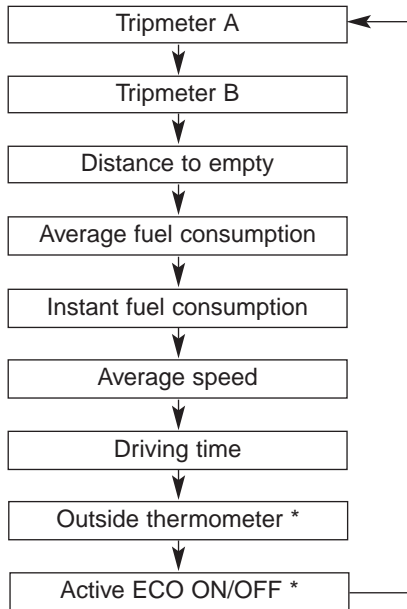 Tripmeter A
Tripmeter B
Distance to empty
Average fuel consumption
Instant fuel consumption
Average speed
Driving time
Outside thermometer *
Active ECO ON/OFF *